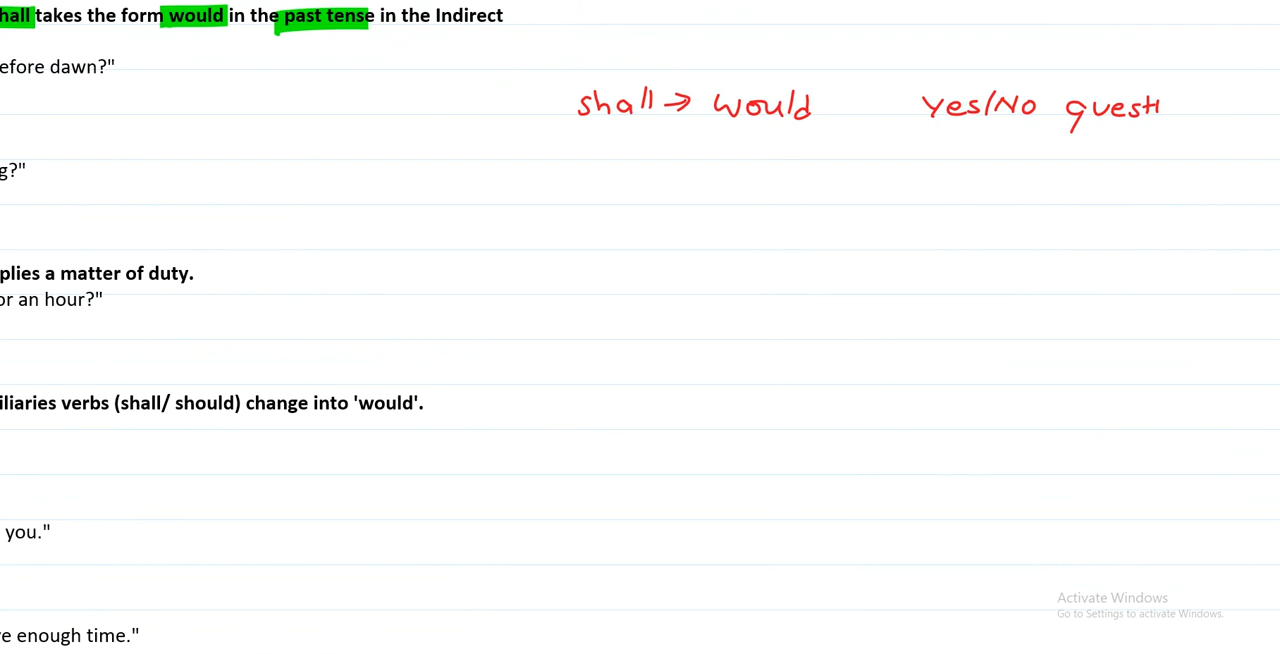 hall takes the form would in the past tense in the Indirect
efore dawn?"
shall → would Yes/No quest
g?"
plies a matter of duty.
or an hour?"
iliaries verbs (shall/ should) change into 'would'.
you."
Activate Windows
Go to Settings to activate Windows.
e enough time."